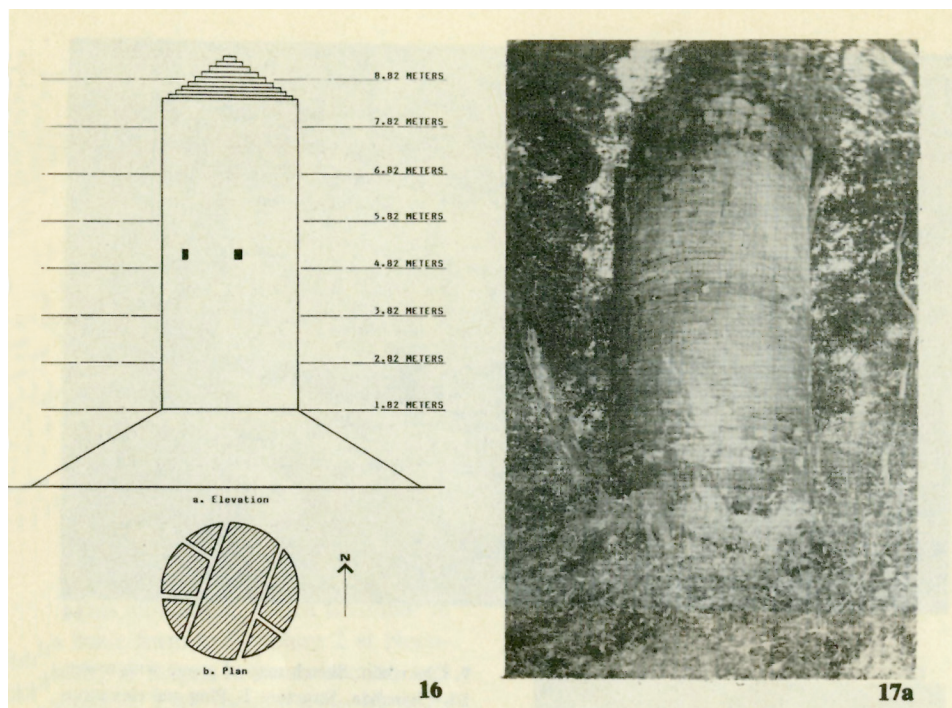 8.82 METERS
7.82 METERS
6.82 METERS
5.82 METERS
4.82 METERS
3.82 METERS
2.82 METERS
1.82 METERS
a. Elevation
N
b. Plan
16
17a